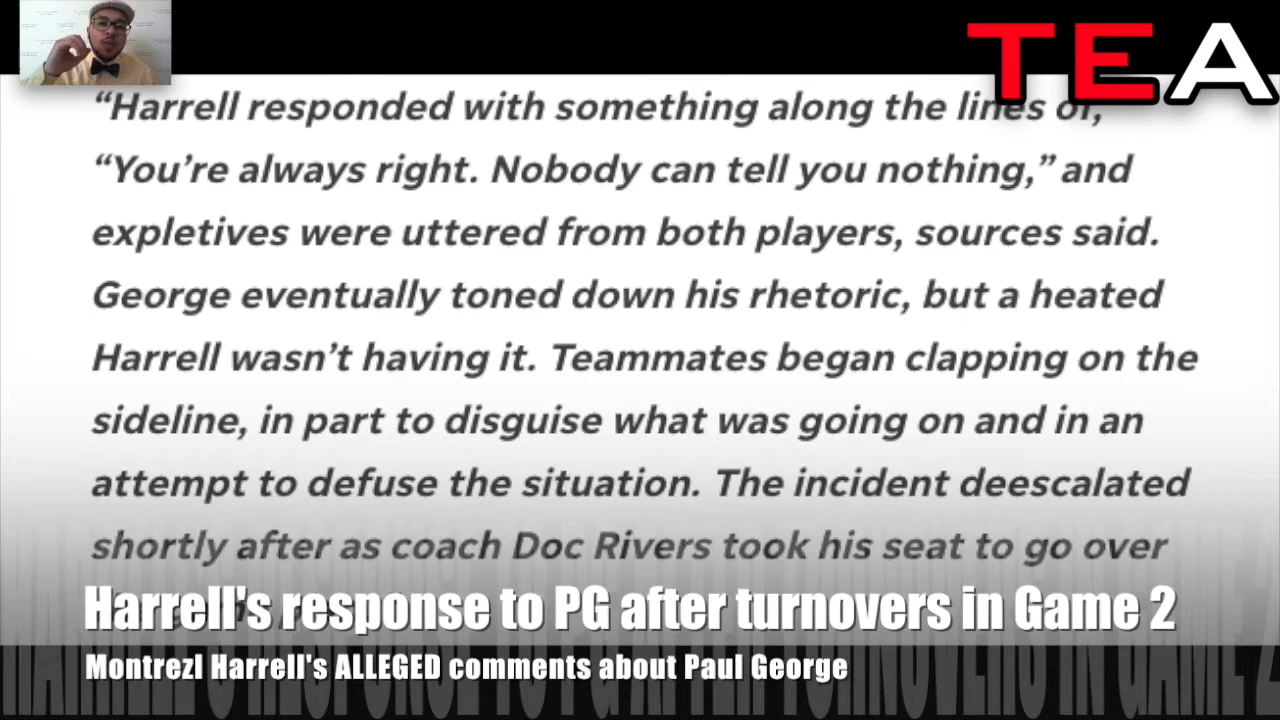 TEA
“Harrell responded with something along the lines of,
“You’re always right. Nobody can tell you nothing,” and
expletives were uttered from both players, sources said.
George eventually toned down his rhetoric, but a heated
Harrell wasn’t having it. Teammates began clapping on the
sideline, in part to disguise what was going on and in an
attempt to defuse the situation. The incident deescalated
shortly after as coach Doc Rivers took his seat to go over
Harrell's response to PG after turnovers in Game 2
Montrezl Harrell's ALLEGED comments about Paul George